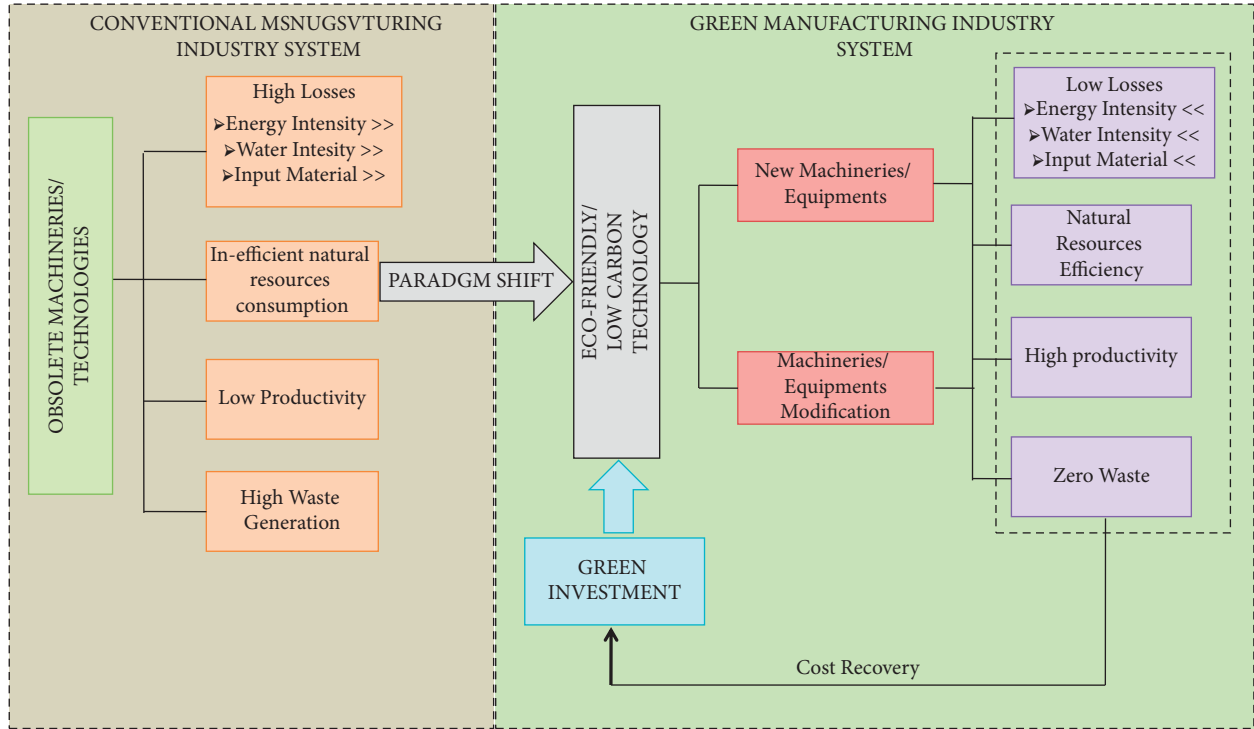 CONVENTIONAL MSNUGSVTURING
INDUSTRY SYSTEM
OBSOLETE MACHINERIES/
TECHNOLOGIES
High Losses
➤Energy Intensity >>
➤Water Intesity >>
➤Input Material >>
In-efficient natural
resources
consumption
Low Productivity
High Waste
Generation
PARADGM SHIFT
GREEN MANUFACTURING INDUSTRY
SYSTEM
ECO-FRIENDLY/
LOW CARBON
TECHNOLOGY
GREEN
INVESTMENT
New Machineries/
Equipments
Machineries/
Equipments
Modification
Low Losses
➤Energy Intensity <<
➤Water Intensity <<
➤Input Material <<
Natural
Resources
Efficiency
High productivity
Zero Waste
Cost Recovery